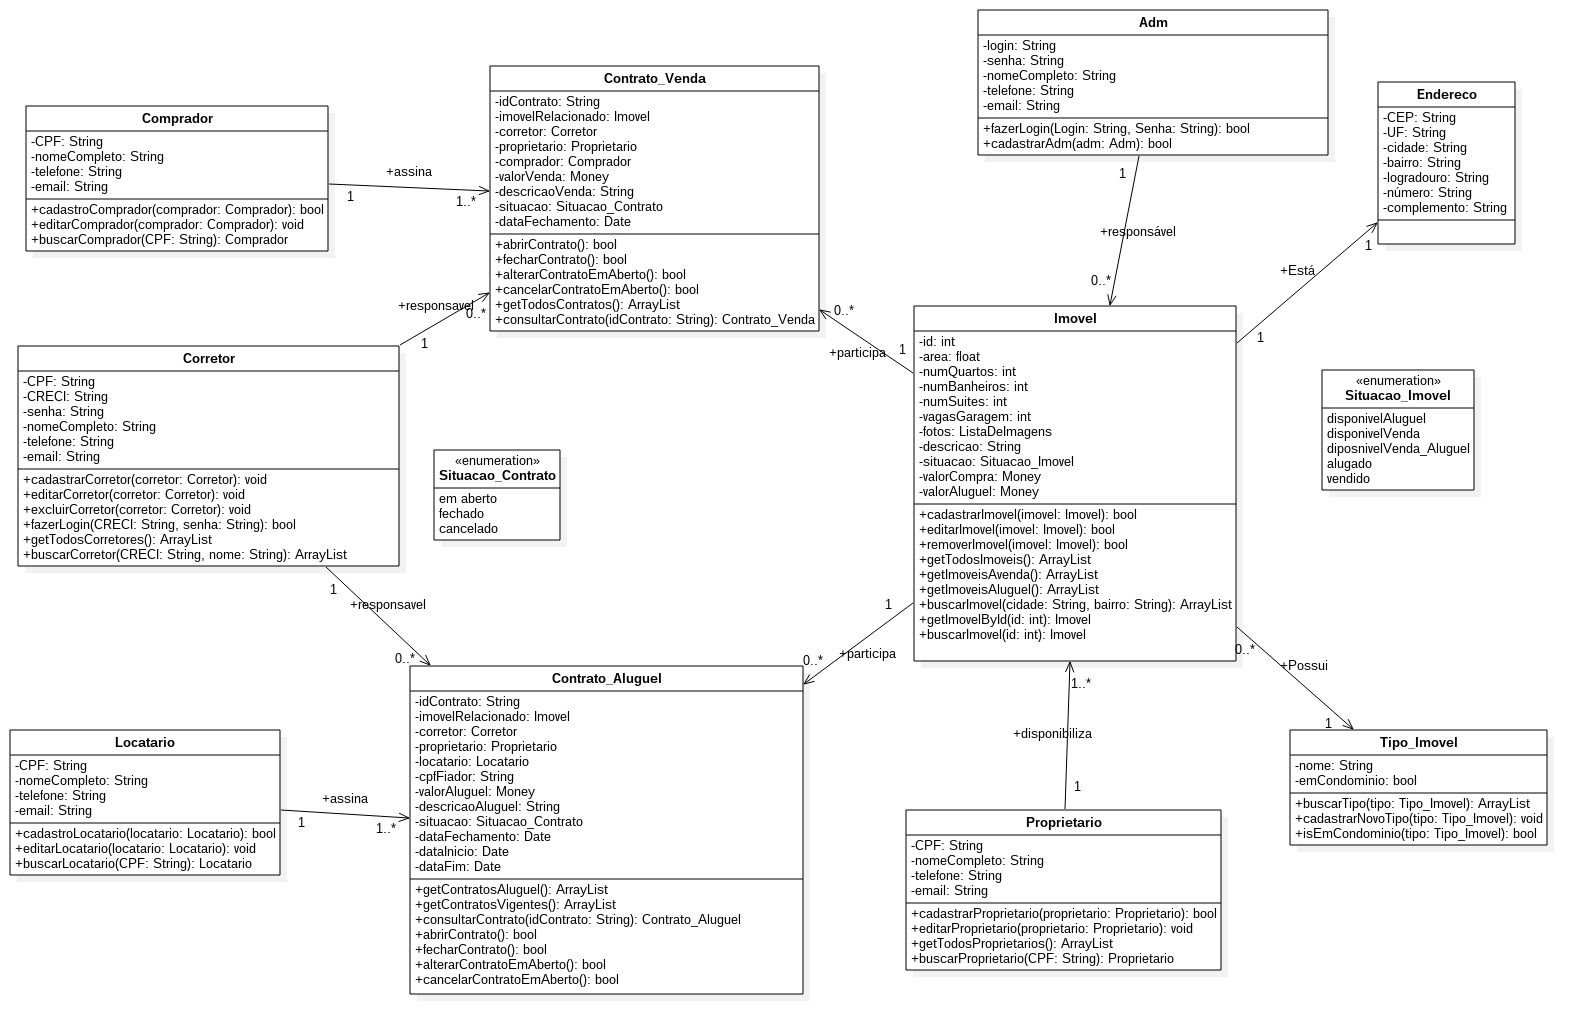 Adm
-login: String
-senha: String
-nomeCompleto: String
-telefone: String
-email: String
+fazerLogin(Login: String, Senha: String): bool
+cadastrarAdm(adm: Adm): bool
Contrato_Venda
-idContrato: String
-imovelRelacionado: Imovel
-corretor: Corretor
-proprietario: Proprietario
-comprador: Comprador
-valorVenda: Money
-descricaoVenda: String
-situacao: Situacao_Contrato
-dataFechamento: Date
+abrirContrato(): bool
+fecharContrato(): bool
+alterarContratoEmAberto(): bool
+cancelarContratoEmAberto(): bool
+getTodosContratos(): ArrayList
+consultarContrato(idContrato: String): Contrato_Venda
Endereco
-CEP: String
-UF: String
-cidade: String
-bairro: String
-logradouro: String
-número: String
-complemento: String
Comprador
-CPF: String
-nomeCompleto: String
-telefone: String
-email: String
+cadastroComprador(comprador: Comprador): bool
+editarComprador(comprador: Comprador): void
+buscarComprador(CPF: String): Comprador
+assina
1
1..*
1
+responsável
0..*
+Está
1
1
+responsavel
0..*
1
0..*
+participa
1
Imovel
-id: int
-area: float
-numQuartos: int
-numBanheiros: int
-numSuites: int
-vagasGaragem: int
-fotos: ListaDeImagens
-descricao: String
-situacao: Situacao_Imovel
-valorCompra: Money
-valorAluguel: Money
+cadastrarImovel(imovel: Imovel): bool
+editarImovel(imovel: Imovel): bool
+removerImovel(imovel: Imovel): bool
+getTodosImoveis(): ArrayList
+getImoveisAvenda(): ArrayList
+getImoveisAluguel(): ArrayList
+buscarImovel(cidade: String, bairro: String): ArrayList
+getImovelById(id: int): Imovel
+buscarImovel(id: int): Imovel
Corretor
-CPF: String
-CRECI: String
-senha: String
-nomeCompleto: String
-telefone: String
-email: String
+cadastrarCorretor(corretor: Corretor): void
+editarCorretor(corretor: Corretor): void
+excluirCorretor(corretor: Corretor): void
+fazerLogin(CRECI: String, senha: String): bool
+getTodosCorretores(): ArrayList
+buscarCorretor(CRECI: String, nome: String): ArrayList
«enumeration»
Situacao_Imovel
disponivelAluguel
disponivelVenda
diposnivelVenda_Aluguel
alugado
vendido
«enumeration»
Situacao_Contrato
em aberto
fechado
cancelado
1
+responsavel
0..*
1
+participa
0..*
0..*
+Possui
1
1..*
+disponibiliza
1
Contrato_Aluguel
-idContrato: String
-imovelRelacionado: Imovel
-corretor: Corretor
-proprietario: Proprietario
-locatario: Locatario
-cpfFiador: String
-valorAluguel: Money
-descricaoAluguel: String
-situacao: Situacao_Contrato
-dataFechamento: Date
-dataInicio: Date
-dataFim: Date
+getContratosAluguel(): ArrayList
+getContratosVigentes(): ArrayList
+consultarContrato(idContrato: String): Contrato_Aluguel
+abrirContrato(): bool
+fecharContrato(): bool
+alterarContratoEmAberto(): bool
+cancelarContratoEmAberto(): bool
Locatario
-CPF: String
-nomeCompleto: String
-telefone: String
-email: String
+cadastroLocatario(locatario: Locatario): bool
+editarLocatario(locatario: Locatario): void
+buscarLocatario(CPF: String): Locatario
+assina
1
1..*
Tipo_Imovel
-nome: String
-emCondominio: bool
+buscarTipo(tipo: Tipo_Imovel): ArrayList
+cadastrarNovoTipo(tipo: Tipo_Imovel): void
+isEmCondominio(tipo: Tipo_Imovel): bool
Proprietario
-CPF: String
-nomeCompleto: String
-telefone: String
-email: String
+cadastrarProprietario(proprietario: Proprietario): bool
+editarProprietario(proprietario: Proprietario): void
+getTodosProprietarios(): ArrayList
+buscarProprietario(CPF: String): Proprietario